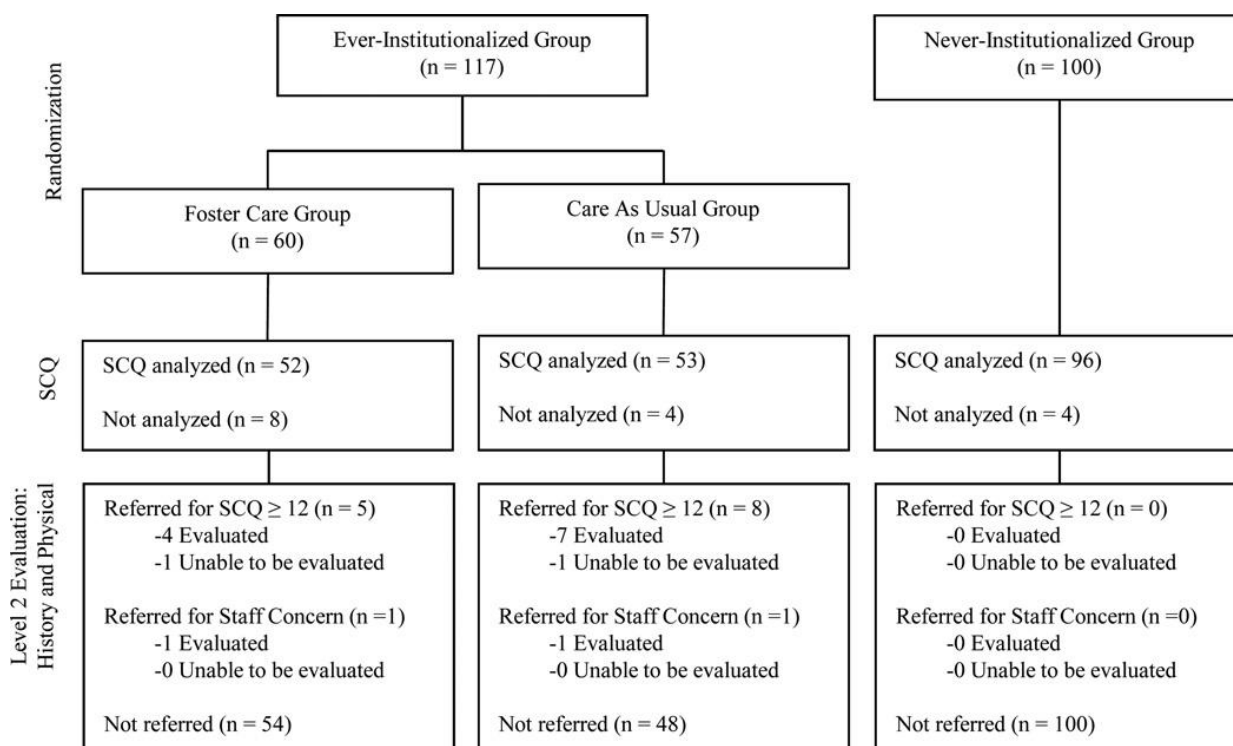 Ever-Institutionalized Group
(n = 117)
Never-Institutionalized Group
(n = 100)
Randomization
Foster Care Group
(n = 60)
Care As Usual Group
(n = 57)
SCQ
SCQ analyzed (n = 52)
Not analyzed (n = 8)
SCQ analyzed (n = 53)
Not analyzed (n = 4)
SCQ analyzed (n = 96)
Not analyzed (n = 4)
Level 2 Evaluation:
History and Physical
Referred for SCQ ≥ 12 (n = 5)
-4 Evaluated
-1 Unable to be evaluated
Referred for Staff Concern (n =1)
-1 Evaluated
-0 Unable to be evaluated
Not referred (n = 54)
Referred for SCQ ≥ 12 (n = 8)
-7 Evaluated
-1 Unable to be evaluated
Referred for Staff Concern (n =1)
-1 Evaluated
-0 Unable to be evaluated
Not referred (n = 48)
Referred for SCQ ≥ 12 (n = 0)
-0 Evaluated
-0 Unable to be evaluated
Referred for Staff Concern (n =0)
-0 Evaluated
-0 Unable to be evaluated
Not referred (n = 100)